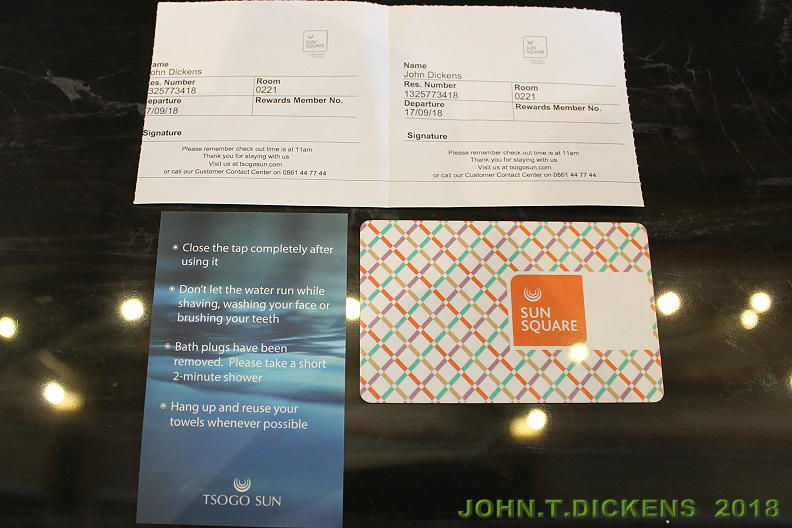 SUN
SQUARE
ame
ohn Dickens
Res. Number
Room
325773418
0221
eparture
Rewards Member No.
7/09/18
Signature
Please remember check out time is at 11am
Thank you for staying with us
Visit us at tsogosun.com
or call our Customer Contact Center on 0861 44 77 44
SUN
SQUARE
Name
John Dickens
Res. Number
Room
1325773418
0221
Departure
Rewards Member No.
17/09/18
Signature
Please remember check out time is at 11am
Thank you for staying with us
Visit us at tsogosun.com
or call our Customer Contact Center on 0861 44 77 44
Close the tap completely after
using it
Don't let the water run while
shaving, washing your face or
brushing your teeth
Bath plugs have been
removed. Please take a short
2-minute shower
Hang up and reuse your
towels whenever possible
TSOGO SUN
SUN
SQUARE
JOHN.T.DICKENS 2018